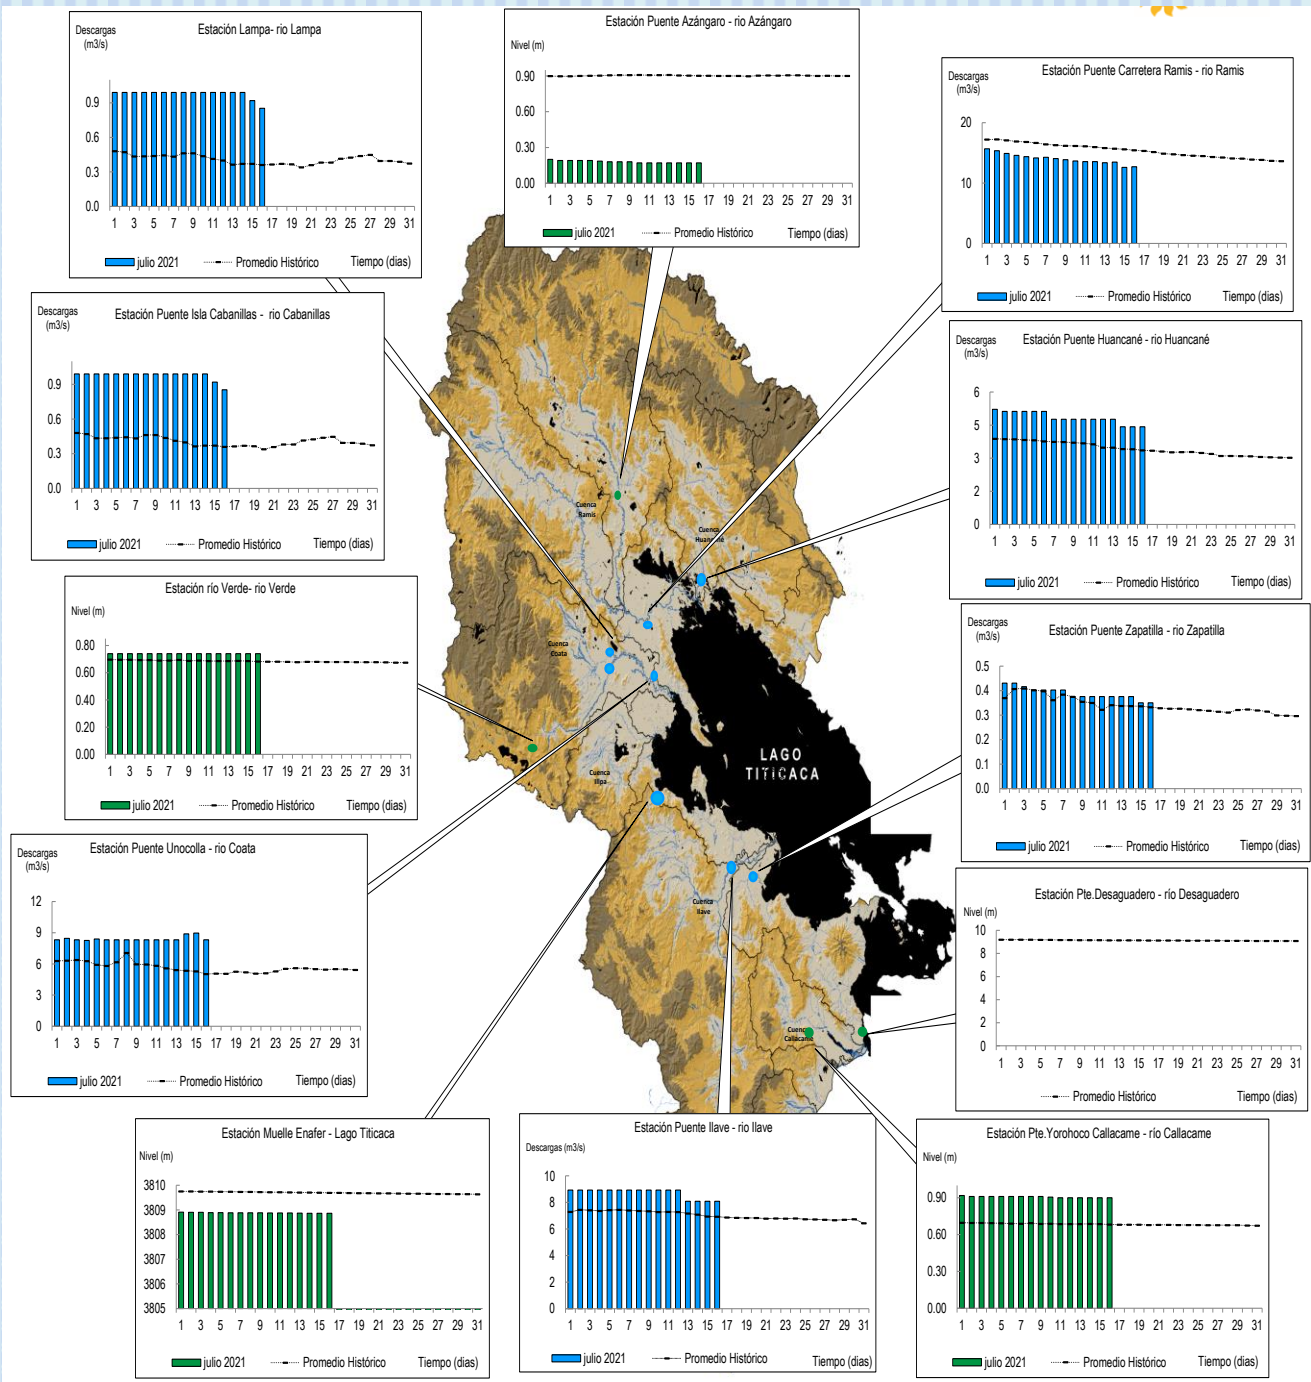 Estación Lampa- rio Lampa
Descargas
(m3/s)
0.9
0.6
0.3
0.0
1 3 5 7 9 11 13 15 17 19 21 23 25 27 29 31
julio 2021 Promedio Histórico Tiempo (dias)
Estación Puente Azángaro - rio Azángaro
Nivel (m)
0.90
0.60
0.30
0.00
1 3 5 7 9 11 13 15 17 19 21 23 25 27 29 31
julio 2021 Promedio Histórico Tiempo (dias)
Estación Puente Carretera Ramis - rio Ramis
Descargas
(m3/s)
20
10
0
1 3 5 7 9 11 13 15 17 19 21 23 25 27 29 31
julio 2021 Promedio Histórico Tiempo (dias)
Estación Puente Isla Cabanillas - rio Cabanillas
Descargas
(m3/s)
0.9
0.6
0.3
0.0
1 3 5 7 9 11 13 15 17 19 21 23 25 27 29 31
julio 2021 Promedio Histórico Tiempo (dias)
Estación Puente Huancané - rio Huancané
Descargas
(m3/s)
6
5
3
2
0
1 3 5 7 9 11 13 15 17 19 21 23 25 27 29 31
julio 2021 Promedio Histórico Tiempo (dias)
Estación río Verde- rio Verde
Nivel (m)
0.80
0.60
0.40
0.20
0.00
1 3 5 7 9 11 13 15 17 19 21 23 25 27 29 31
julio 2021 Promedio Histórico Tiempo (dias)
Estación Puente Zapatilla - rio Zapatilla
Descargas
(m3/s)
0.5
0.4
0.3
0.2
0.1
0.0
1 3 5 7 9 11 13 15 17 19 21 23 25 27 29 31
julio 2021 Promedio Histórico Tiempo (dias)
Cuenca
Ramis
Cuenca
Huancané
Cuenca
Coata
Cuenca
Illpa
LAGO
TITICACA
Cuenca
Ilave
Cuenca
Callacame
Estación Puente Unocolla - rio Coata
Descargas
(m3/s)
12
9
6
3
0
1 3 5 7 9 11 13 15 17 19 21 23 25 27 29 31
julio 2021 Promedio Histórico Tiempo (dias)
Estación Pte.Desaguadero - río Desaguadero
Nivel (m)
10
8
6
4
2
0
1 3 5 7 9 11 13 15 17 19 21 23 25 27 29 31
Promedio Histórico Tiempo (dias)
Estación Muelle Enafer - Lago Titicaca
Nivel (m)
3810
3809
3808
3807
3806
3805
1 3 5 7 9 11 13 15 17 19 21 23 25 27 29 31
julio 2021 Promedio Histórico Tiempo (dias)
Estación Puente Ilave - rio Ilave
Descargas (m3/s)
10
8
6
4
2
0
1 3 5 7 9 11 13 15 17 19 21 23 25 27 29 31
julio 2021 Promedio Histórico Tiempo (dias)
Estación Pte.Yorohoco Callacame - río Callacame
Nivel (m)
0.90
0.60
0.30
0.00
1 3 5 7 9 11 13 15 17 19 21 23 25 27 29 31
julio 2021 Promedio Histórico Tiempo (dias)